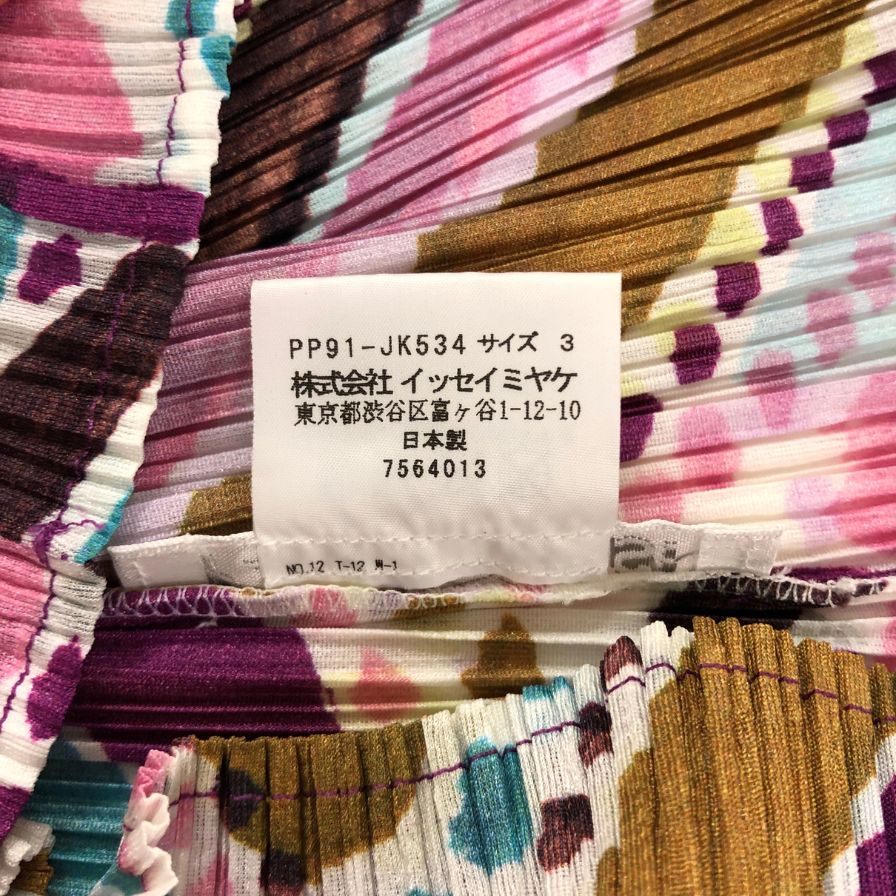 PP91-JK534 サイズ 3
株式会社 イッセイミヤケ
東京都渋谷区富ヶ谷1-12-10
日本製
7564013
NO.12 T-12 W-1